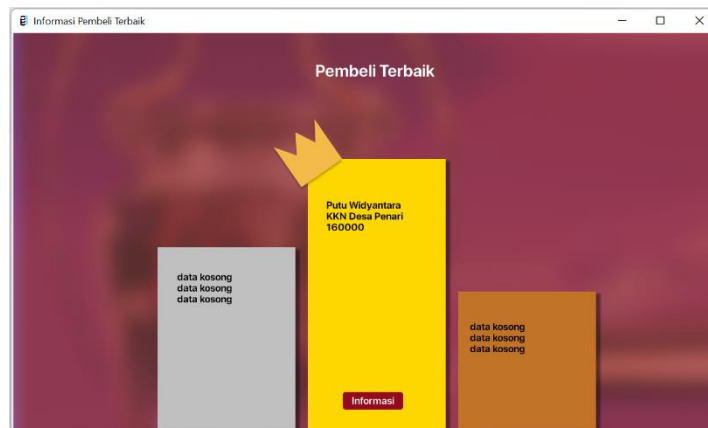 Informasi Pembeli Terbaik
Pembeli Terbaik
Putu Widyantara
KKN Desa Penari
160000
data kosong
data kosong
data kosong
data kosong
data kosong
data kosong
Informasi